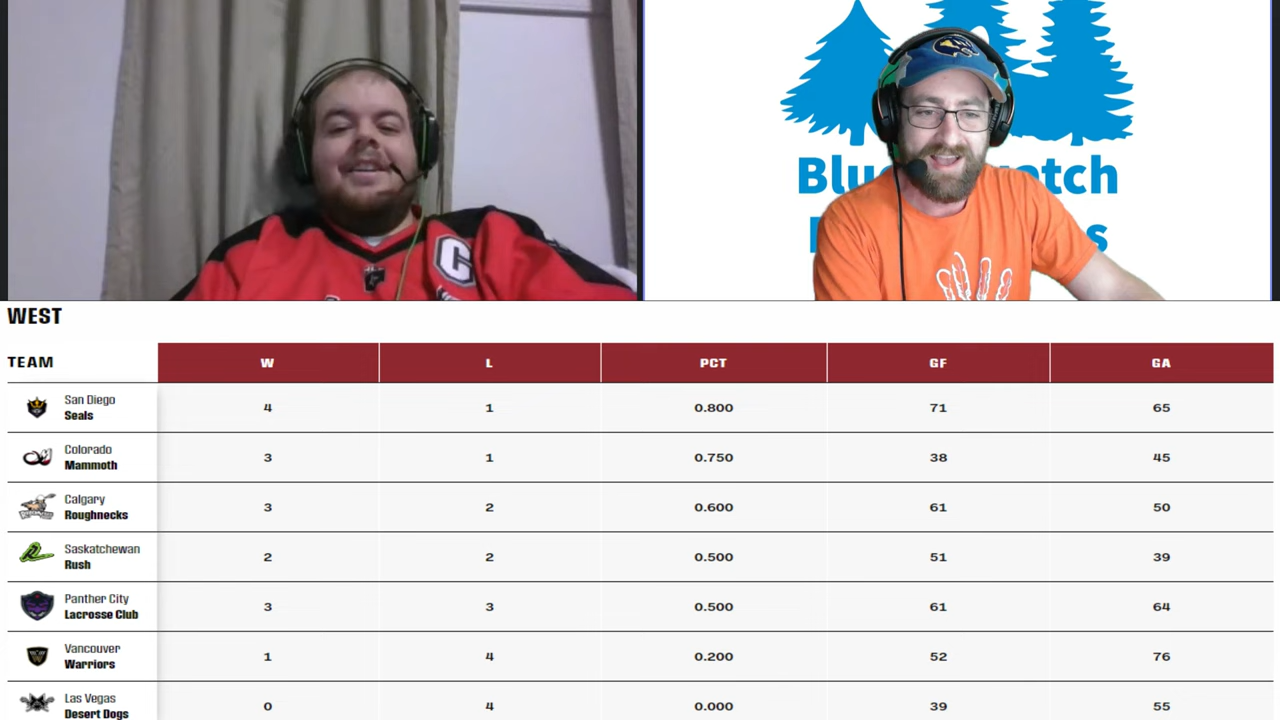 C
Blue
atch
s
WEST
TEAM W L PCT GF GA
San Diego
Seals 4 1 0.800 71 65
Colorado
Mammoth 3 1 0.750 38 45
Calgary
Roughnecks 3 2 0.600 61 50
Saskatchewan
Rush 2 2 0.500 51 39
Panther City
Lacrosse Club 3 3 0.500 61 64
Vancouver
Warriors 1 4 0.200 52 76
Las Vegas
Desert Dogs 0 4 0.000 39 55